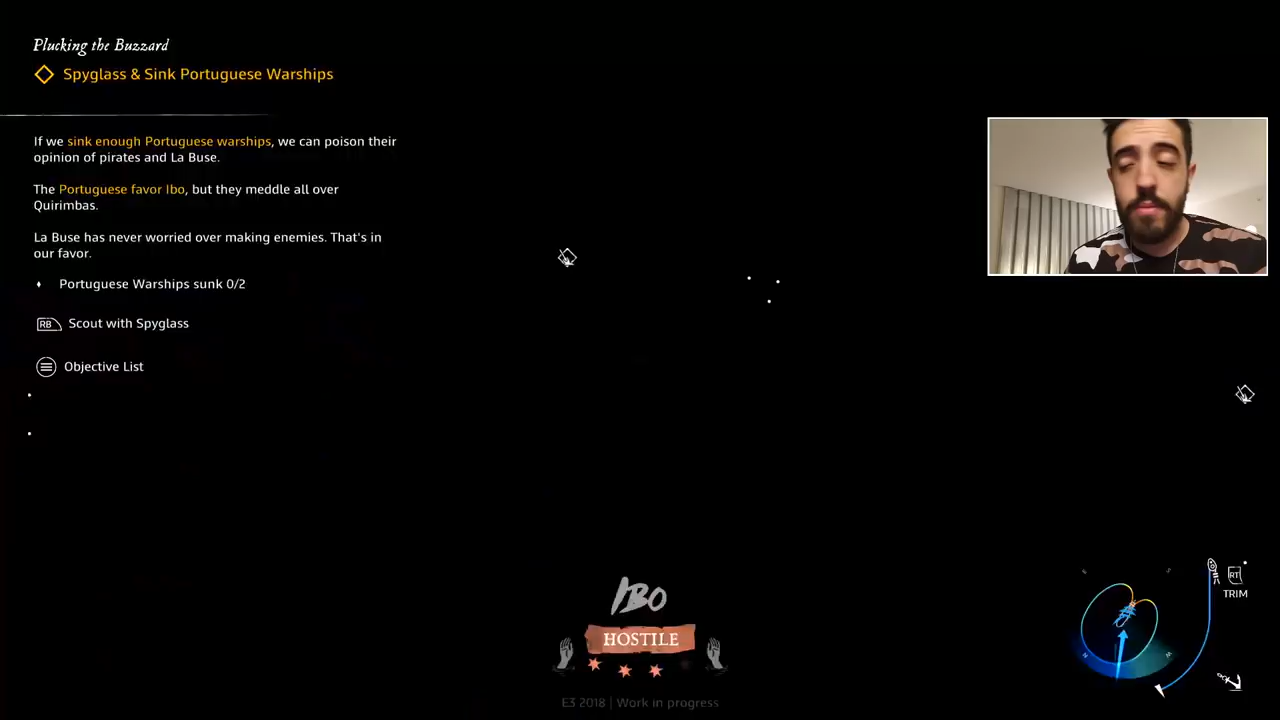 Plucking the Buzzard
Spyglass & Sink Portuguese Warships
If we sink enough Portuguese warships, we can poison their
opinion of pirates and La Buse.
The Portuguese favor Ibo, but they meddle all over
Quirimbas.
La Buse has never worried over making enemies. That's in
our favor.
Portuguese Warships sunk 0/2
RB Scout with Spyglass
Objective List
IBO
HOSTILE
RT
TRIM
N
W
E3 2018 | Work in progress